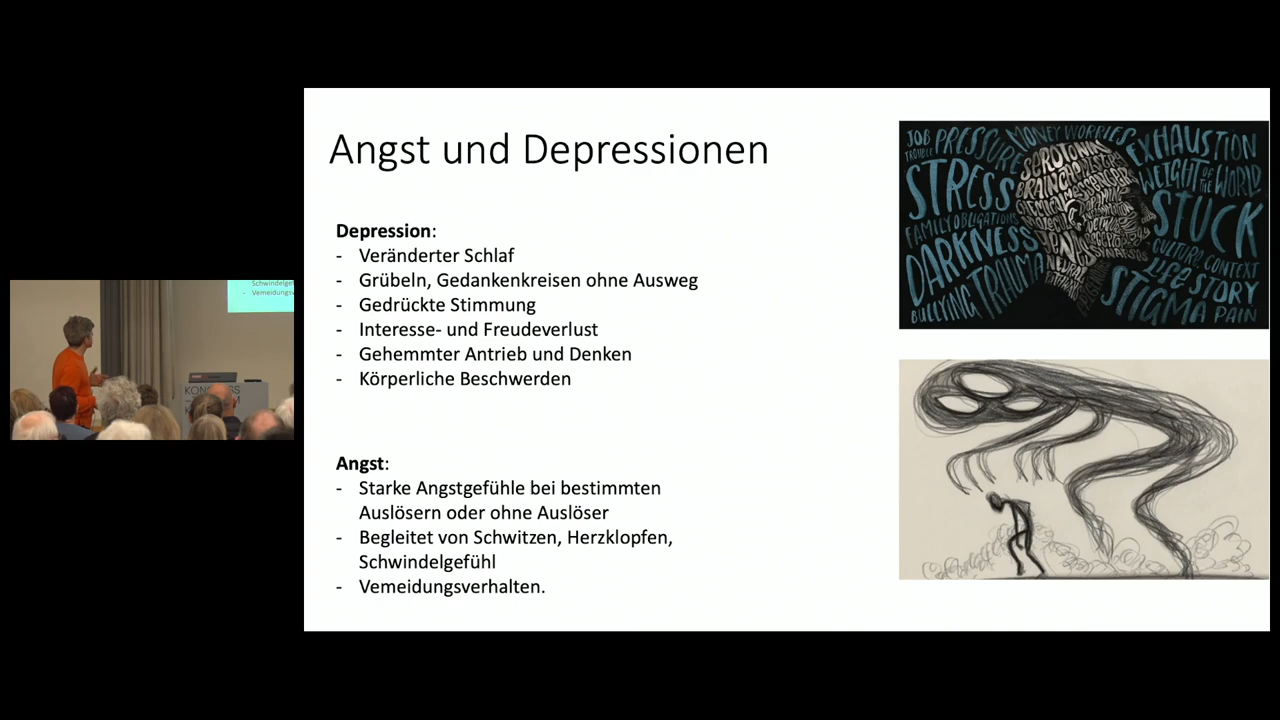 Angst und Depressionen
Depression:
- Veränderter Schlaf
- Grübeln, Gedankenkreisen ohne Ausweg
- Gedrückte Stimmung
- Interesse- und Freudeverlust
- Gehemmter Antrieb und Denken
- Körperliche Beschwerden
Angst:
- Starke Angstgefühle bei bestimmten
Auslösern oder ohne Auslöser
- Begleitet von Schwitzen, Herzklopfen,
Schwindelgefühl
- Vemeidungsverhalten.
JOB PRESSURE
MONEY WORRIES
EXHAUSTION
TROUBLE
STRESS
WEIGHT OF THE WORLD
FAMILY OBLIGATIONS
STUCK
DARKNESS
CULTURAL CONTEXT
BULLYING TRAUMA
LIFE STORY
STIGMA PAIN
SEROTONIN
BRAIN